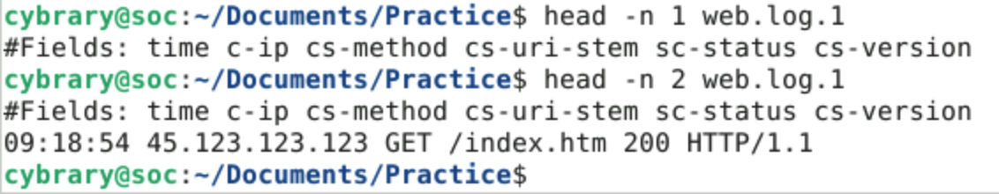 cybrary@soc:~/Documents/Practice$ head -n 1 web.log.1
#Fields: time c-ip cs-method cs-uri-stem sc-status cs-version
cybrary@soc:~/Documents/Practice$ head -n 2 web.log.1
#Fields: time c-ip cs-method cs-uri-stem sc-status cs-version
09:18:54 45.123.123.123 GET /index.htm 200 HTTP/1.1
cybrary@soc:~/Documents/Practice$